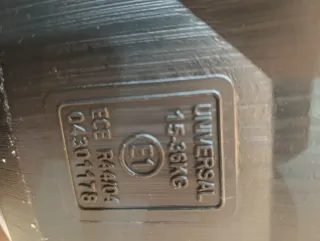 UNIVERSAL
15-36KG
E1
ECE R44/04
04301178